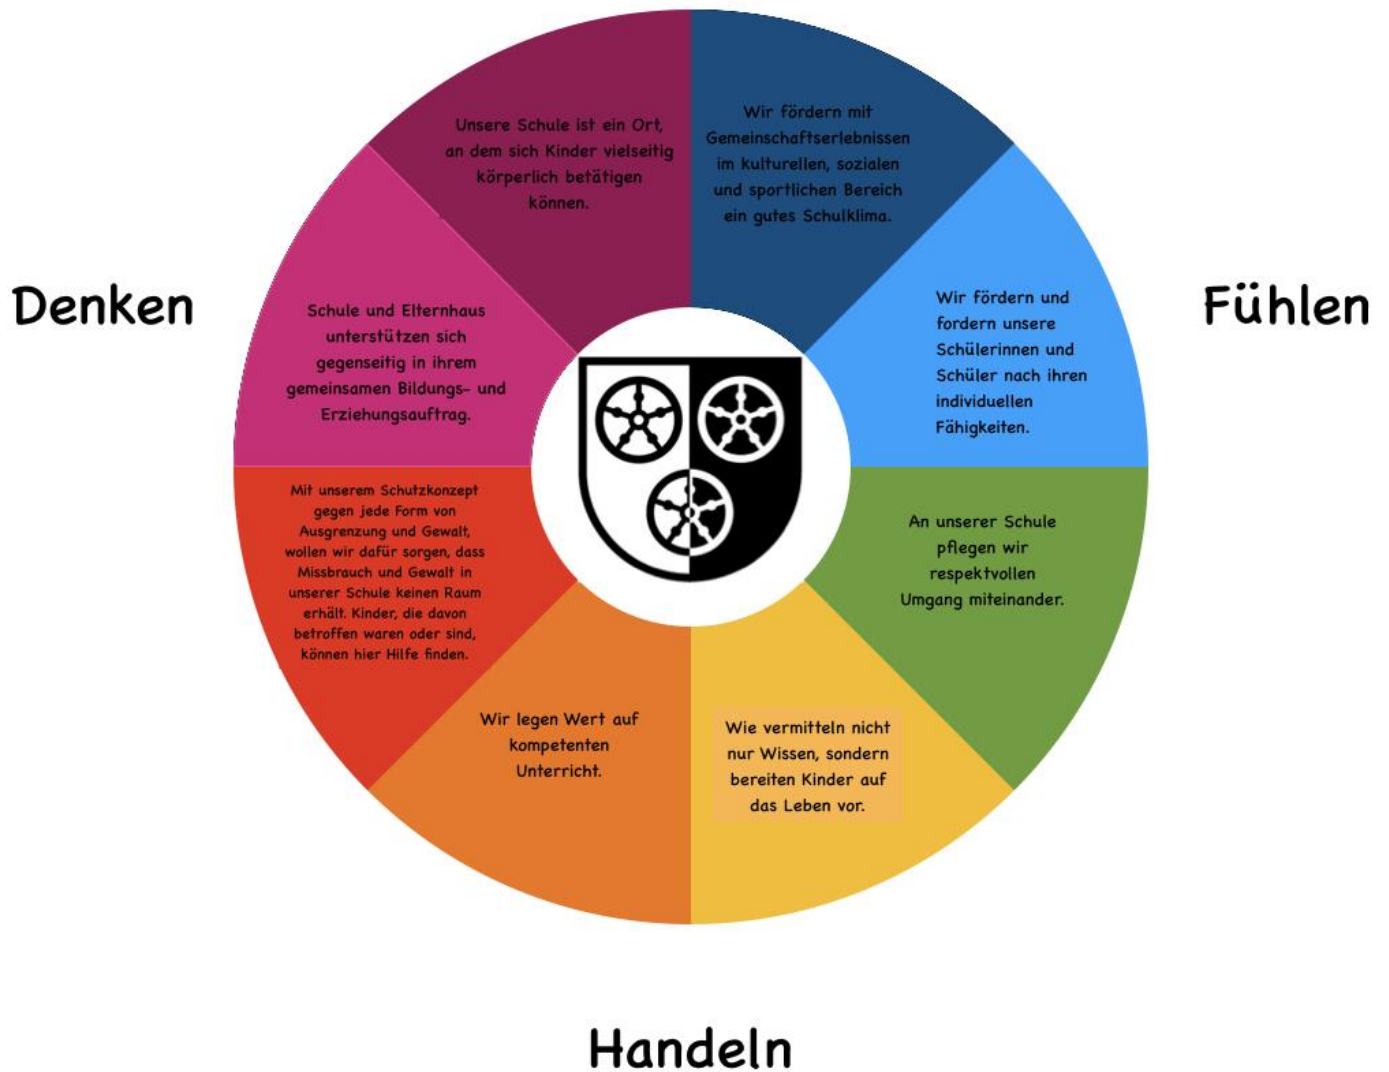 Unsere Schule ist ein Ort,
an dem sich Kinder vielseitig
körperlich betätigen
können.
Wir fördern mit
Gemeinschaftserlebnissen
im kulturellen, sozialen
und sportlichen Bereich
ein gutes Schulklima.
Denken
Fühlen
Schule und Elternhaus
unterstützen sich
gegenseitig in ihrem
gemeinsamen Bildungs- und
Erziehungsauftrag.
Wir fördern und
fordern unsere
Schülerinnen und
Schüler nach ihren
individuellen
Fähigkeiten.
Mit unserem Schutzkonzept
gegen jede Form von
Ausgrenzung und Gewalt,
wollen wir dafür sorgen, dass
Missbrauch und Gewalt in
unserer Schule keinen Raum
erhält. Kinder, die davon
betroffen waren oder sind,
können hier Hilfe finden.
An unserer Schule
pflegen wir
respektvollen
Umgang miteinander.
Wir legen Wert auf
kompetenten
Unterricht.
Wie vermitteln nicht
nur Wissen, sondern
bereiten Kinder auf
das Leben vor.
Handeln